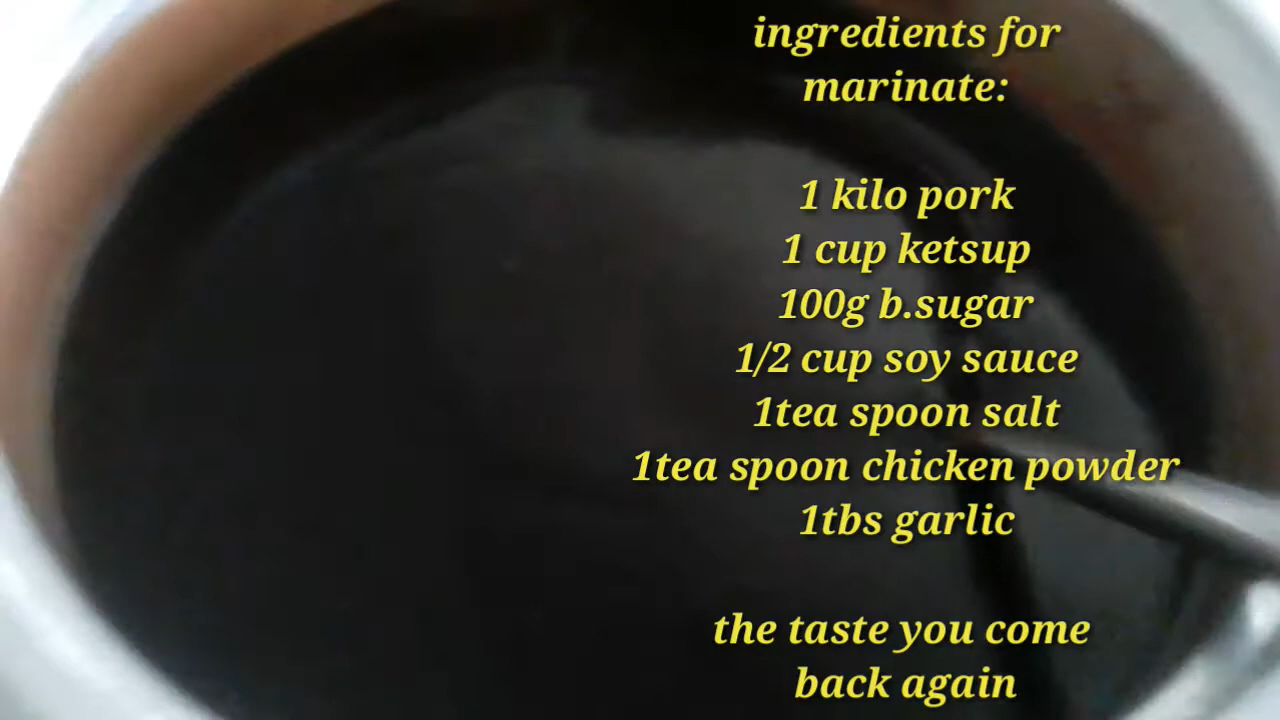 ingredients for
marinate:
1 kilo pork
1 cup ketsup
100g b.sugar
1/2 cup soy sauce
1tea spoon salt
1tea spoon chicken powder
1tbs garlic
the taste you come
back again